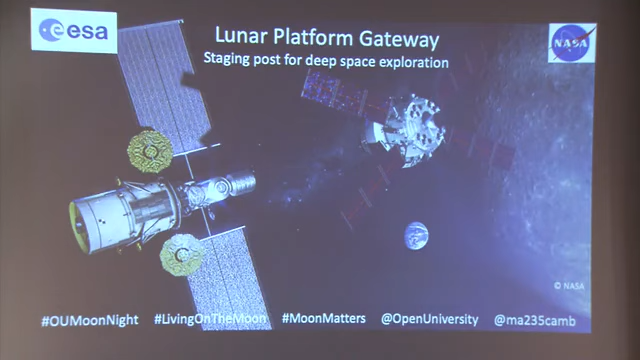 esa
Lunar Platform Gateway
NASA
Staging post for deep space exploration
© NASA
#OUMoonNight #LivingOnTheMoon #MoonMatters @OpenUniversity @ma235camb